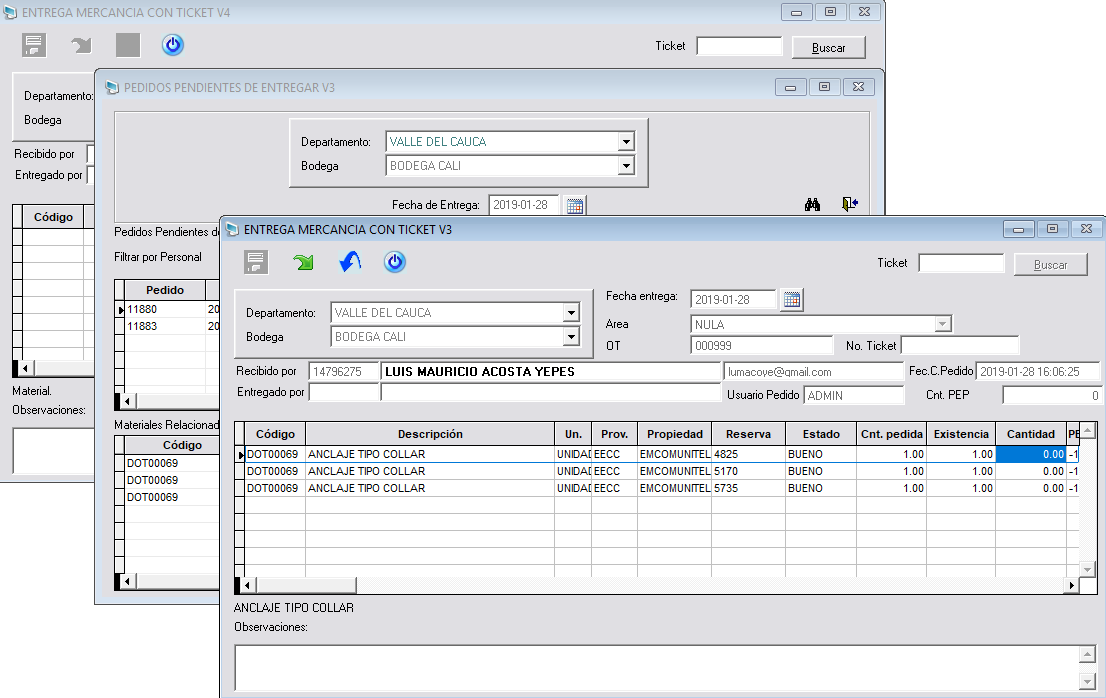 ENTREGA MERCANCIA CON TICKET V4
Ticket Buscar
Departamento:
Bodega
Recibido por
Entregado por
Código
Material.
Observaciones:
PEDIDOS PENDIENTES DE ENTREGAR V3
Departamento: VALLE DEL CAUCA
Bodega BODEGA CALI
Fecha de Entrega: 2019-01-28
Pedidos Pendientes de
Filtrar por Personal
Pedido
11880 20
11883 20
Materiales Relacionad
Código
DOT00069
DOT00069
DOT00069
ENTREGA MERCANCIA CON TICKET V3
Ticket Buscar
Fecha entrega: 2019-01-28
Departamento: VALLE DEL CAUCA
Area NULA
Bodega BODEGA CALI
OT 000999 No. Ticket
Recibido por 14796275 LUIS MAURICIO ACOSTA YEPES lumacoye@gmail.com Fec.C.Pedido 2019-01-28 16:06:25
Entregado por Usuario Pedido ADMIN Cnt. PEP 0
Código Descripción Un. Prov. Propiedad Reserva Estado Cnt. pedida Existencia Cantidad PE
DOT00069 ANCLAJE TIPO COLLAR UNIDAD EECC EMCOMUNITEL 4825 BUENO 1.00 1.00 0.00 -1
DOT00069 ANCLAJE TIPO COLLAR UNIDAD EECC EMCOMUNITEL 5170 BUENO 1.00 1.00 0.00 -1
DOT00069 ANCLAJE TIPO COLLAR UNIDAD EECC EMCOMUNITEL 5735 BUENO 1.00 1.00 0.00 -1
ANCLAJE TIPO COLLAR
Observaciones: